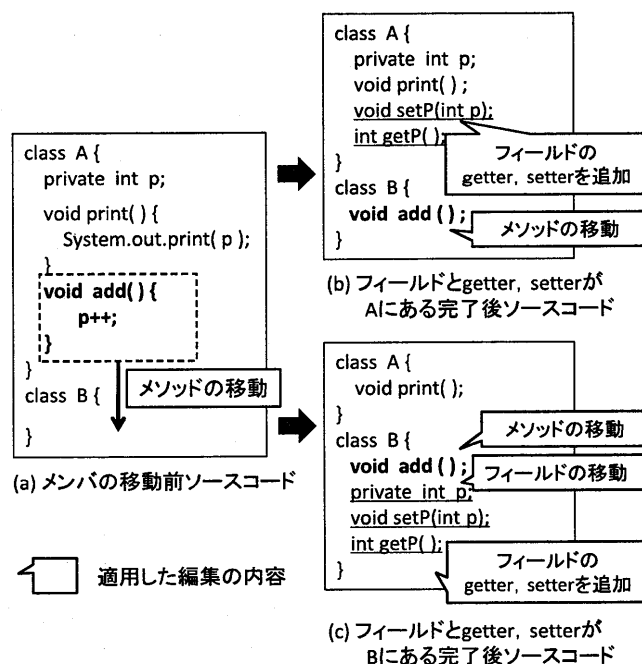 class A {
private int p;
void print( ) {
System.out.print( p );
}
void add( ) {
p++;
}
}
class B {
メソッドの移動
}
(a) メンバの移動前ソースコード
適用した編集の内容
class A {
private int p;
void print( ) ;
void setP(int p);
int getP( );
フィールドの
getter, setterを追加
}
class B {
void add ( ) ;
メソッドの移動
}
(b) フィールドとgetter, setterが
Aにある完了後ソースコード
class A {
void print( );
}
class B {
メソッドの移動
void add ( ) ;
フィールドの移動
private int p;
void setP(int p);
int getP( );
フィールドの
getter, setterを追加
}
(c) フィールドとgetter, setterが
Bにある完了後ソースコード